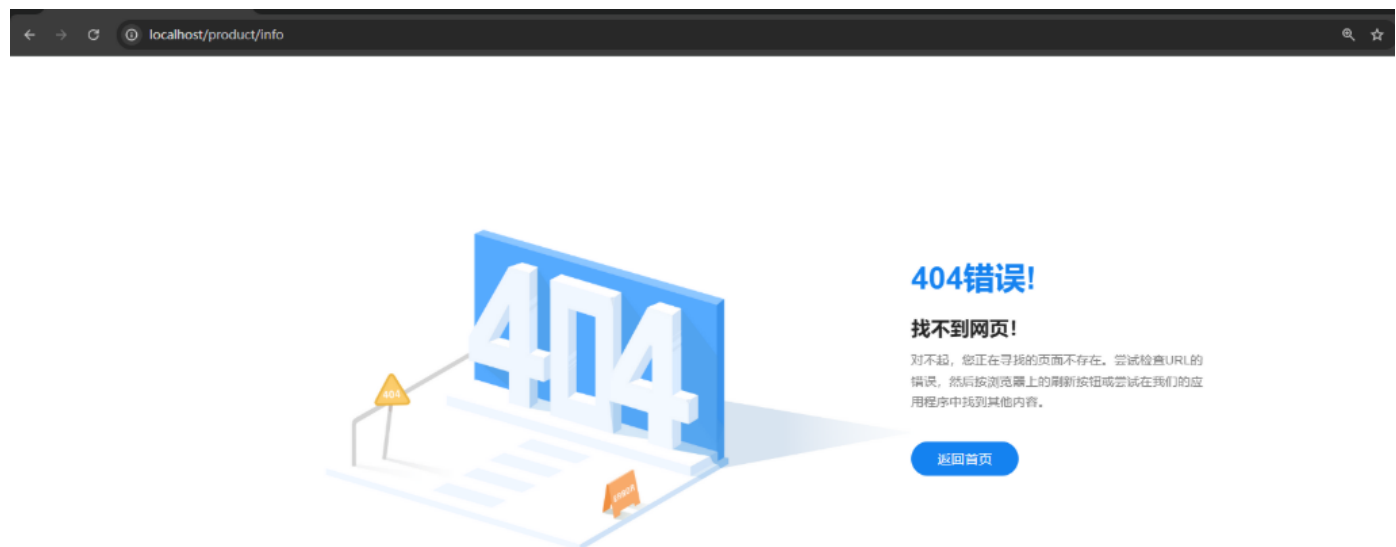 localhost/product/info
404错误!
找不到网页!
对不起，您正在寻找的页面不存在。尝试检查URL的
错误，然后按浏览器上的刷新按钮或尝试在我们的应
用程序中找到其他内容。
返回首页
404
404
ERROR